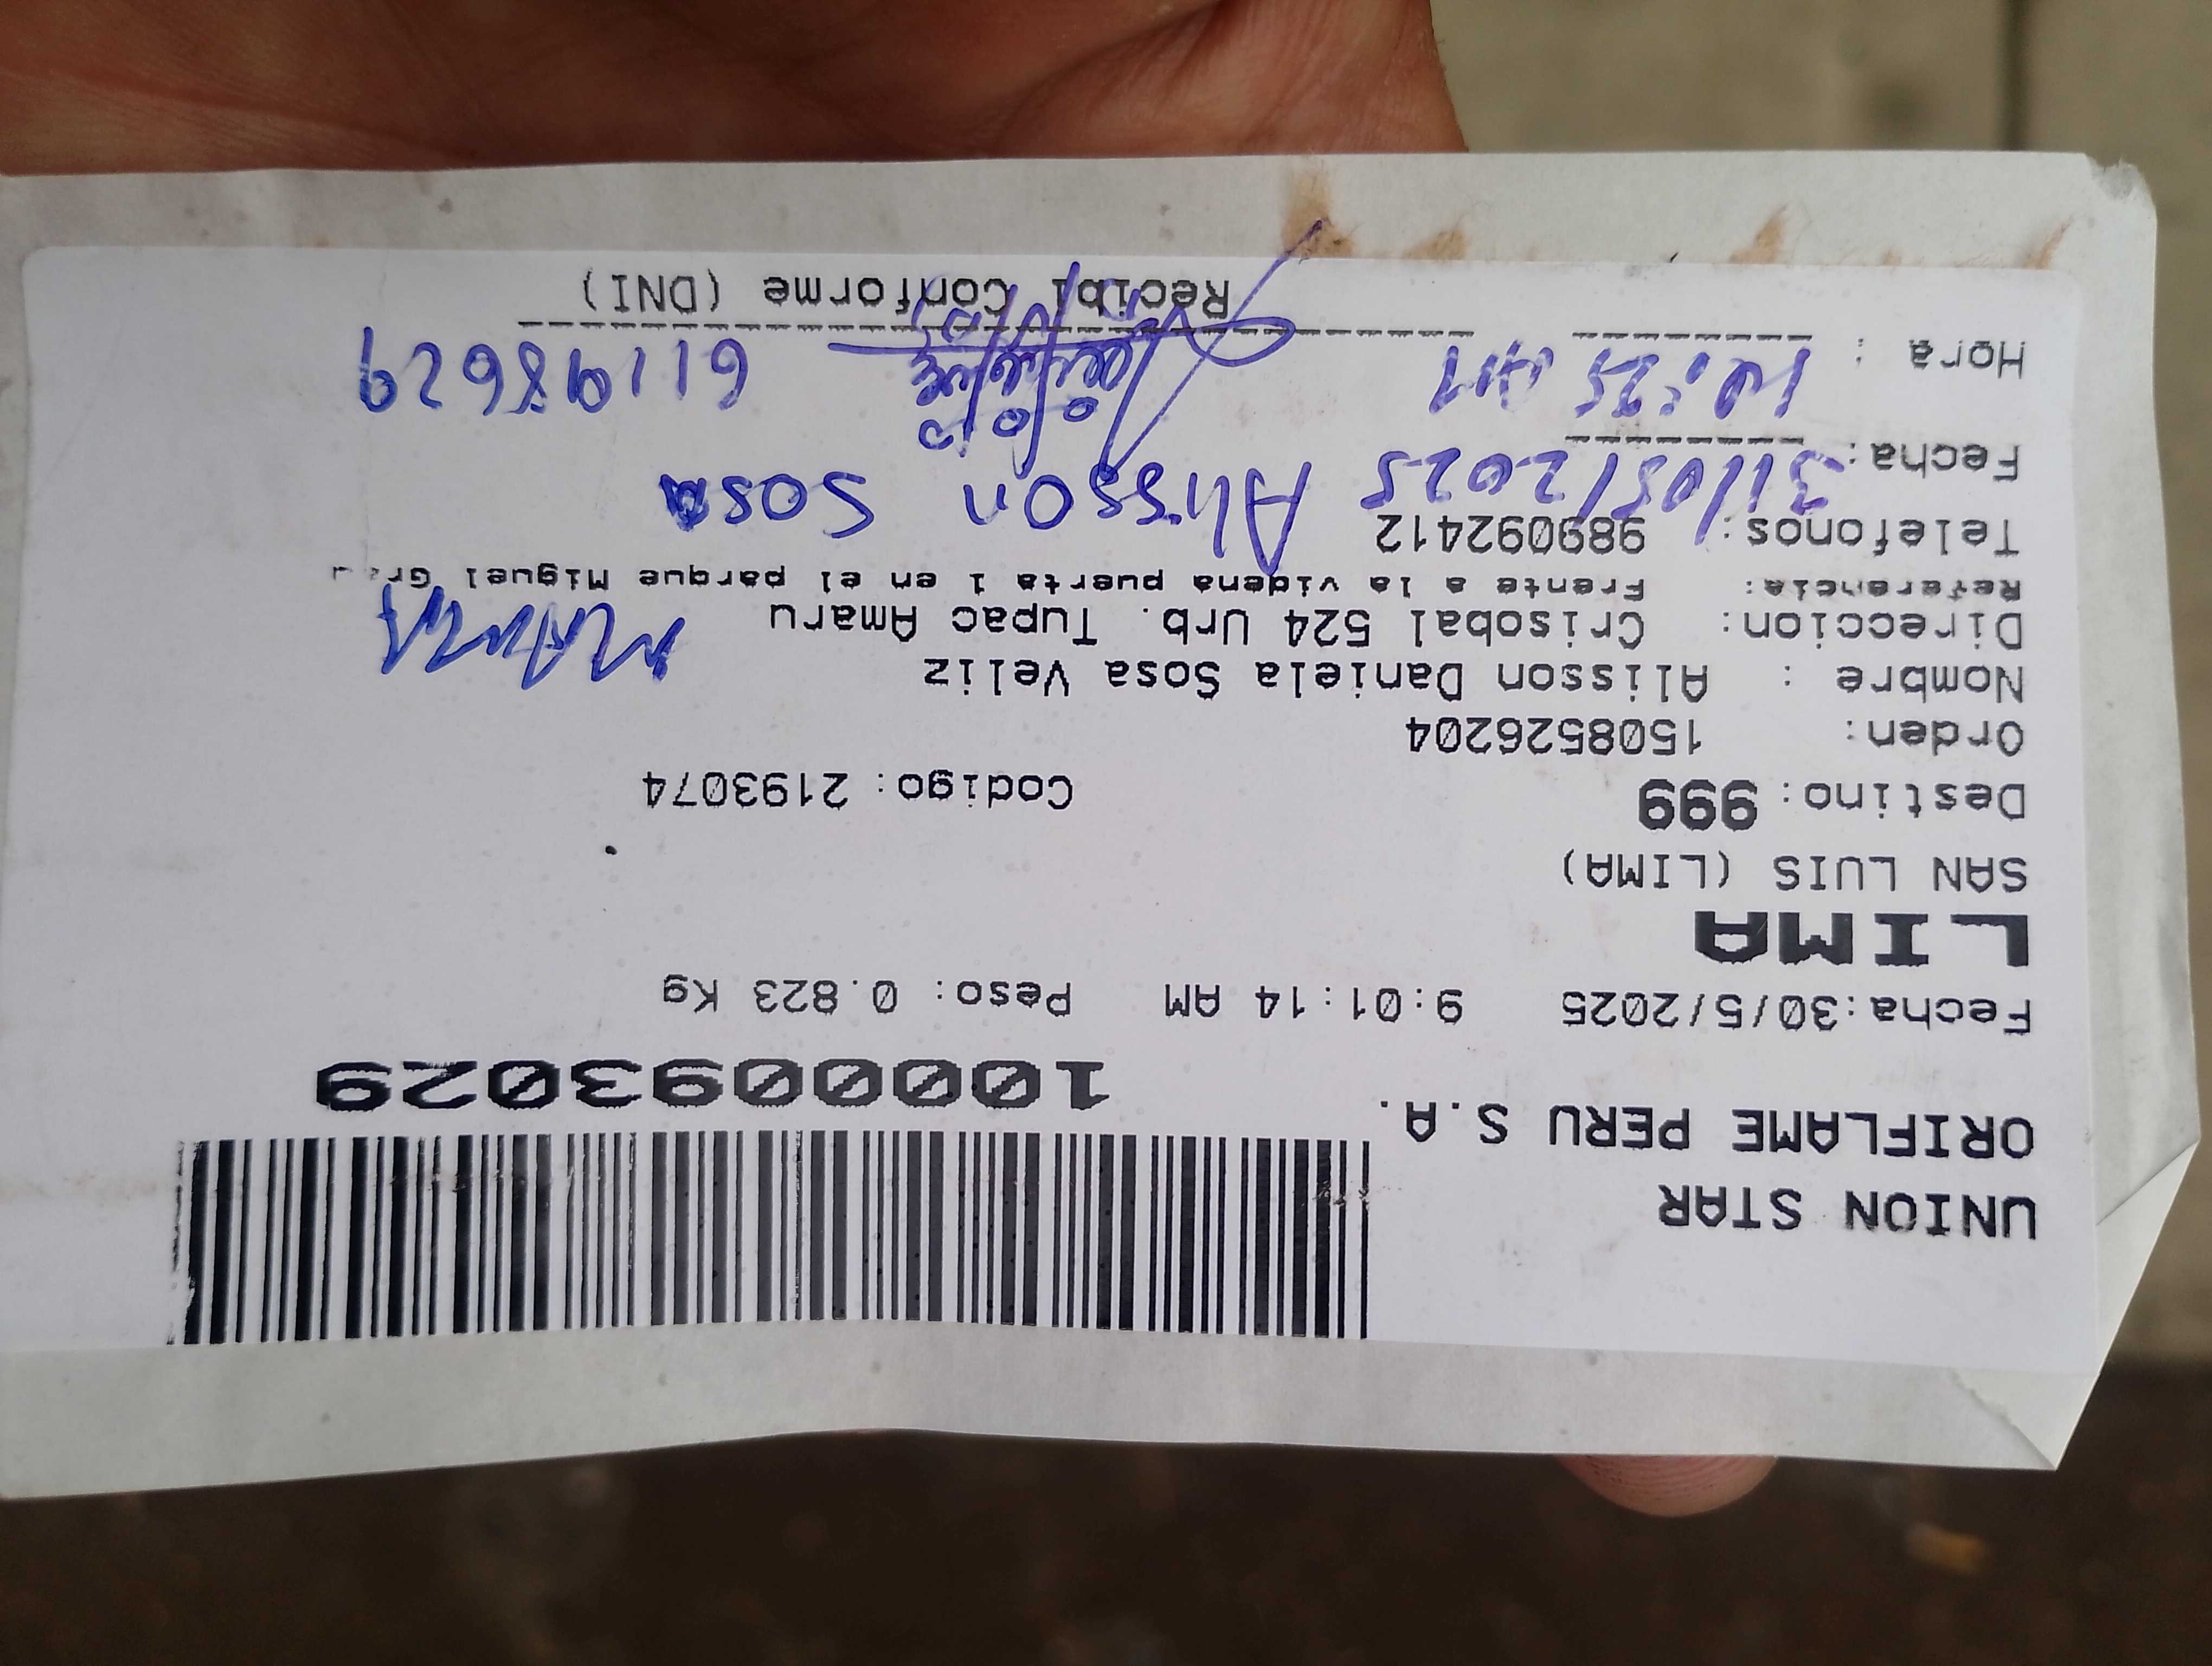 UNION STAR
ORIFLAME PERU S.A.
10000093029
Fecha:30/5/2025 9:01:14 AM Peso: 0.823 Kg
LIMA
SAN LUIS (LIMA)
Destino: 999 Codigo: 2193074
Orden: 1508526204
Nombre : Alisson Daniela Sosa Veliz
Direccion: Crisobal 524 Urb. Tupac Amaru
Referencia: Frente a la videna puerta 1 en el parque Miguel
Telefonos: 989092412
Alisson Sosa
Fecha: 31/05/2025
Hora : 10:25 AM
61198629
Recibi Conforme (DNI)